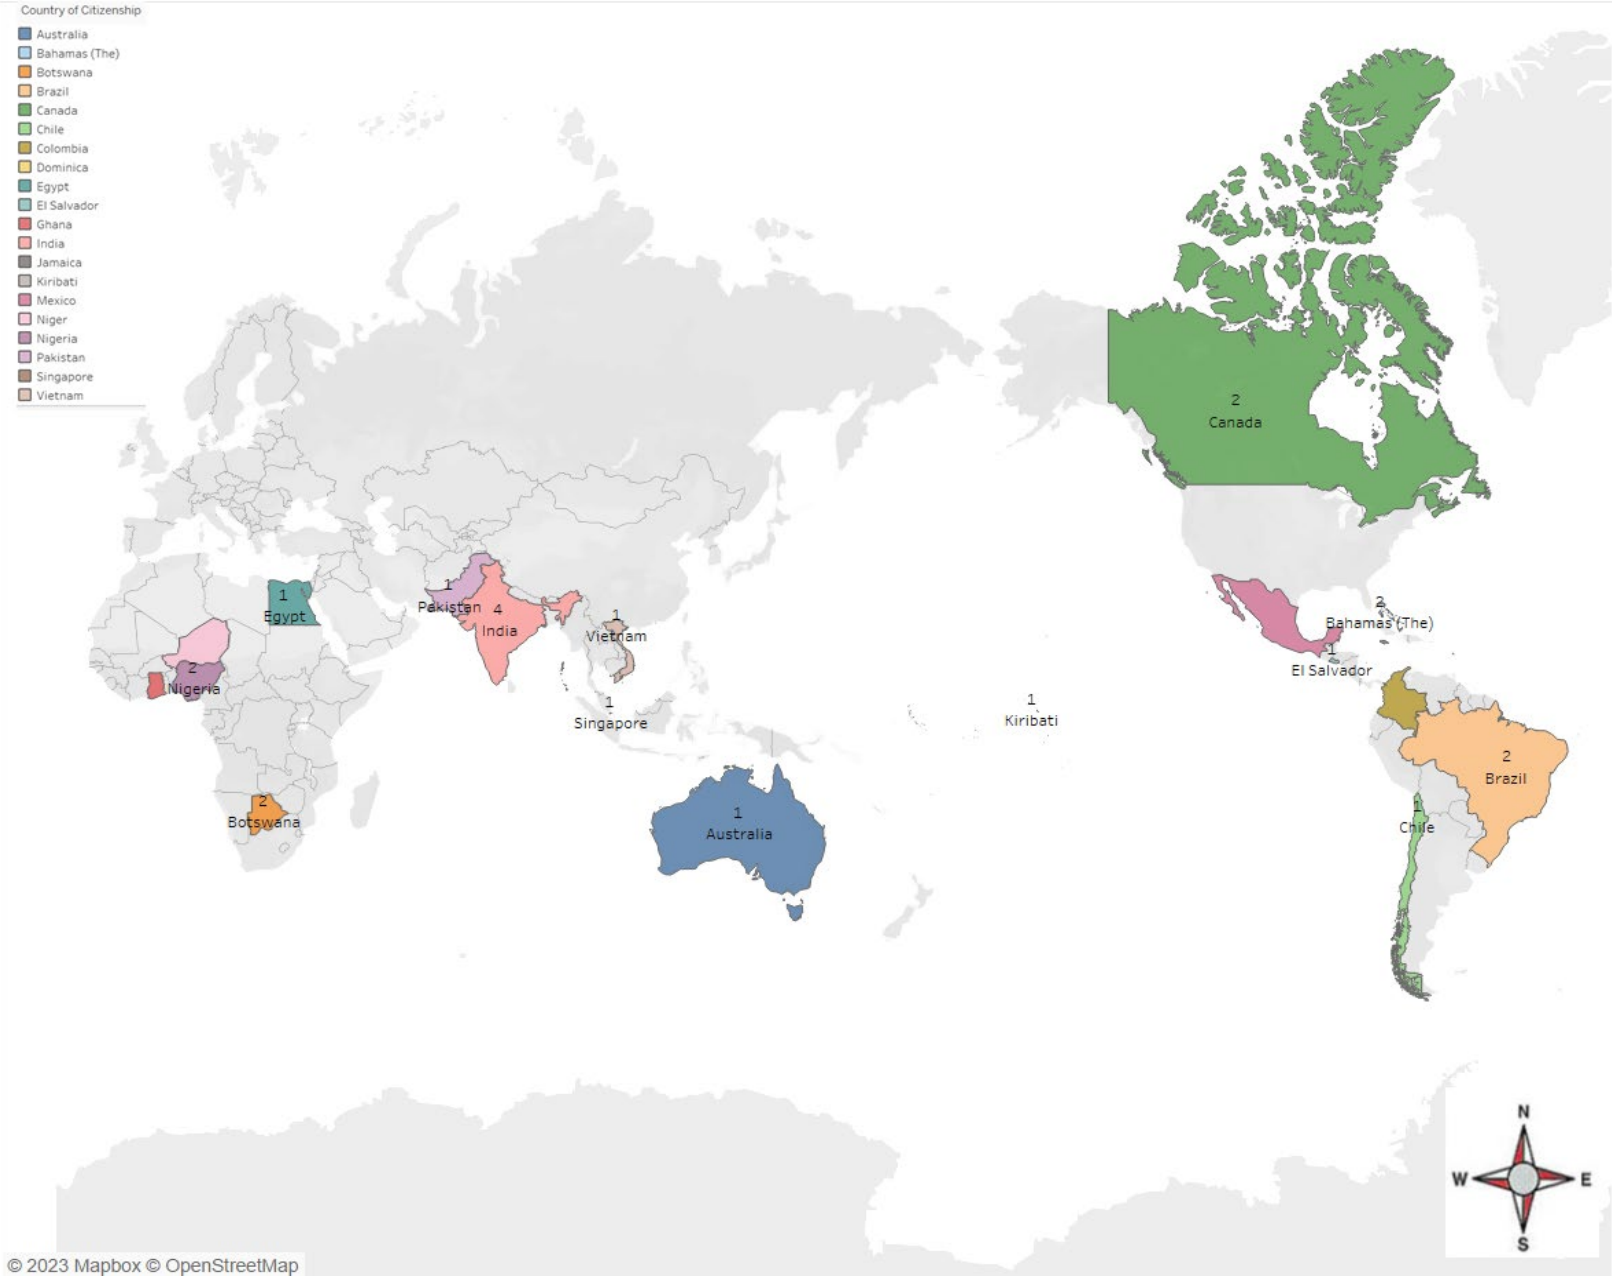 Country of Citizenship
Australia
Bahamas (The)
Botswana
Brazil
Canada
Chile
Colombia
Dominica
Egypt
El Salvador
Ghana
India
Jamaica
Kiribati
Mexico
Niger
Nigeria
Pakistan
Singapore
Vietnam
2
Canada
1
Egypt
1
Pakistan
4
India
1
Vietnam
2
Bahamas (The)
1
El Salvador
2
Nigeria
1
Singapore
1
Kiribati
2
Brazil
2
Botswana
1
Australia
1
Chile
N
W E
S
© 2023 Mapbox © OpenStreetMap